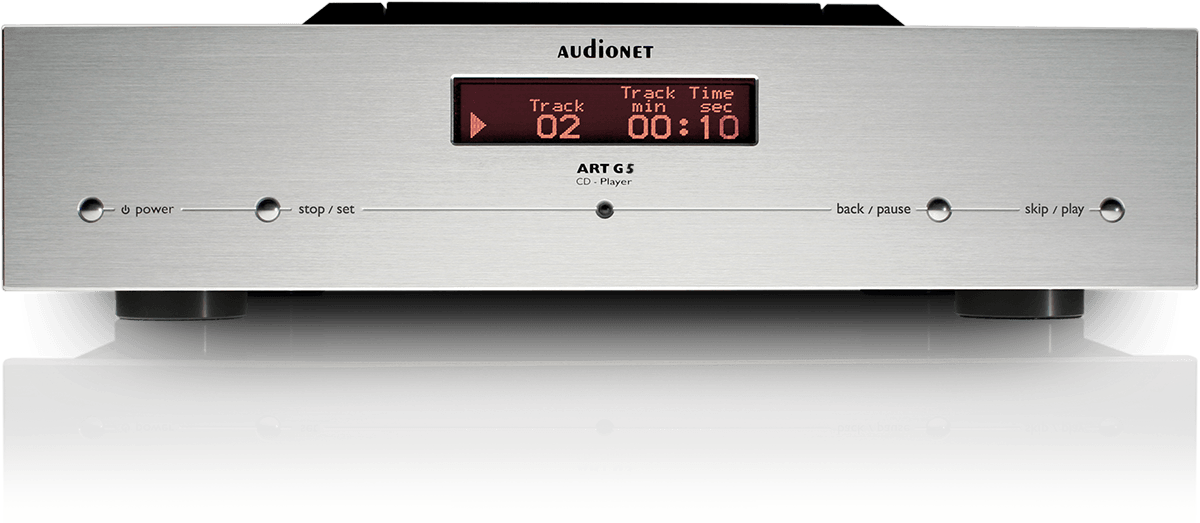 AUdioNET
Track Time
Track min sec
02 00:10
ART G5
CD - Player
power stop / set back / pause skip / play